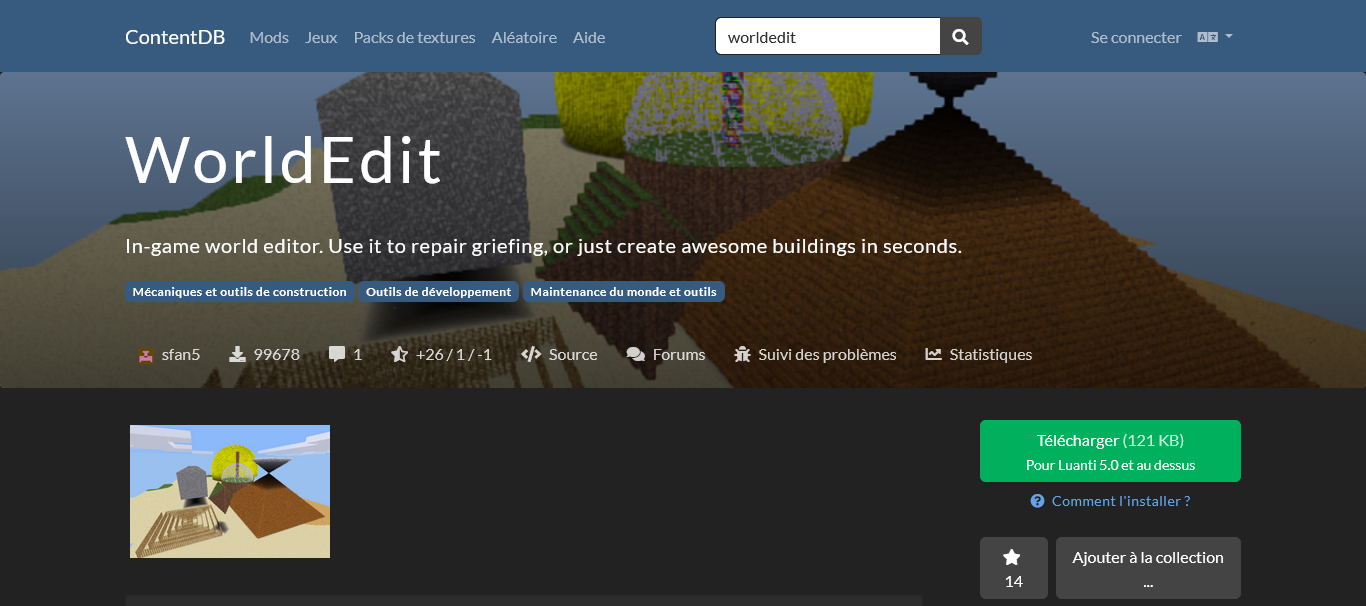 ContentDB Mods Jeux Packs de textures Aléatoire Aide worldedit Se connecter
WorldEdit
In-game world editor. Use it to repair griefing, or just create awesome buildings in seconds.
Mécaniques et outils de construction Outils de développement Maintenance du monde et outils
sfan5 99678 1 +26 / 1 / -1 Source Forums Suivi des problèmes Statistiques
Télécharger (121 KB)
Pour Luanti 5.0 et au dessus
Comment l'installer ?
14
Ajouter à la collection
...